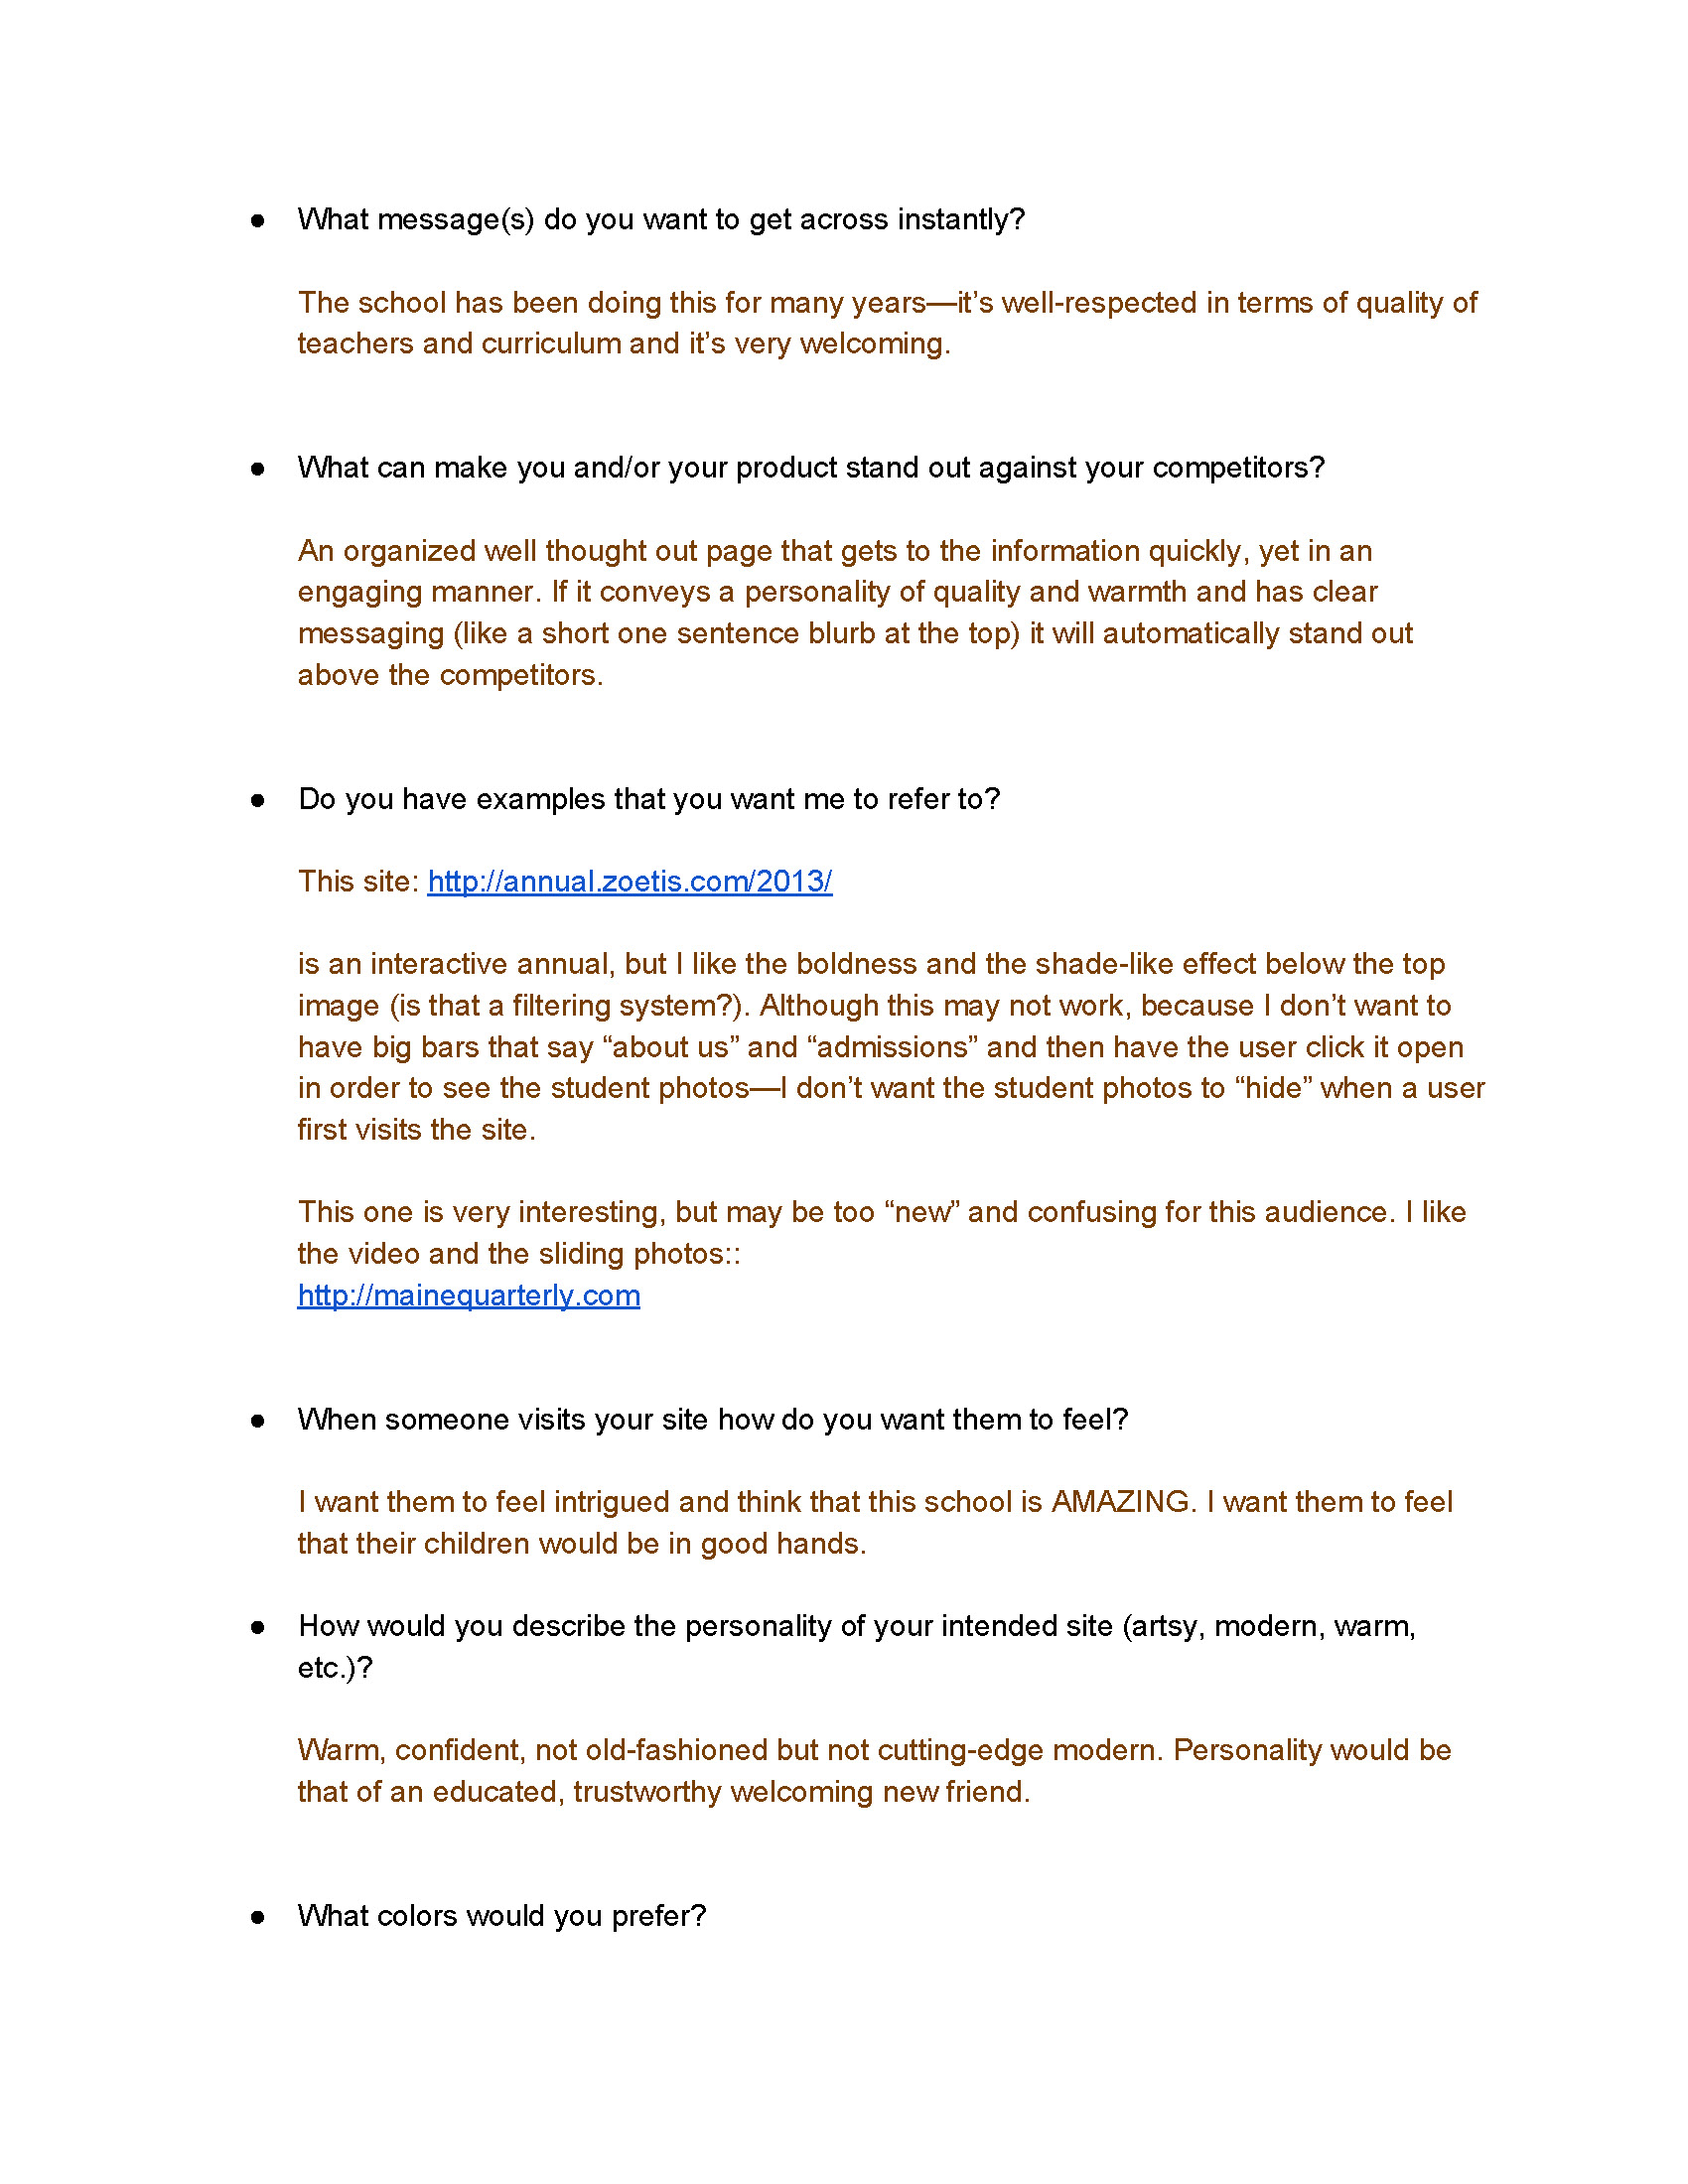 ● What message(s) do you want to get across instantly?
The school has been doing this for many years—it’s well-respected in terms of quality of
teachers and curriculum and it’s very welcoming.
● What can make you and/or your product stand out against your competitors?
An organized well thought out page that gets to the information quickly, yet in an
engaging manner. If it conveys a personality of quality and warmth and has clear
messaging (like a short one sentence blurb at the top) it will automatically stand out
above the competitors.
● Do you have examples that you want me to refer to?
This site: http://annual.zoetis.com/2013/
is an interactive annual, but I like the boldness and the shade-like effect below the top
image (is that a filtering system?). Although this may not work, because I don’t want to
have big bars that say “about us” and “admissions” and then have the user click it open
in order to see the student photos—I don’t want the student photos to “hide” when a user
first visits the site.
This one is very interesting, but may be too “new” and confusing for this audience. I like
the video and the sliding photos::
http://mainequarterly.com
● When someone visits your site how do you want them to feel?
I want them to feel intrigued and think that this school is AMAZING. I want them to feel
that their children would be in good hands.
● How would you describe the personality of your intended site (artsy, modern, warm,
etc.)?
Warm, confident, not old-fashioned but not cutting-edge modern. Personality would be
that of an educated, trustworthy welcoming new friend.
● What colors would you prefer?